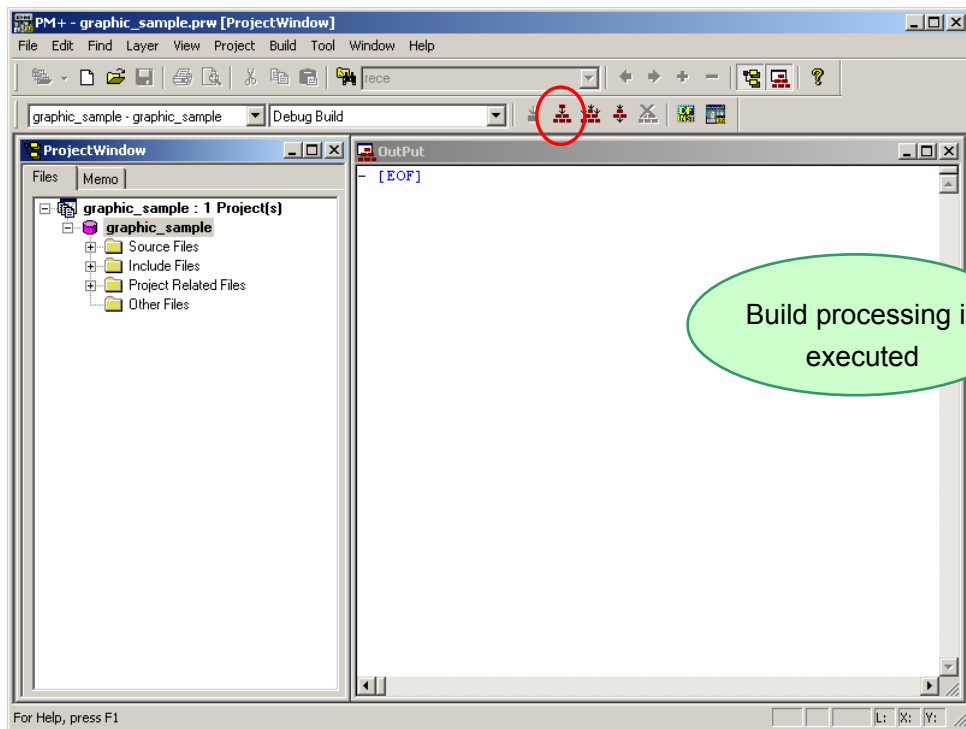 PM+ - graphic_sample.prw [ProjectWindow]
File Edit Find Layer View Project Build Tool Window Help
rece
graphic_sample - graphic_sample Debug Build
ProjectWindow
OutPut
Files Memo
- [EOF]
graphic_sample : 1 Project(s)
graphic_sample
Source Files
Include Files
Project Related Files
Other Files
Build processing i
executed
For Help, press F1
L: X: Y: